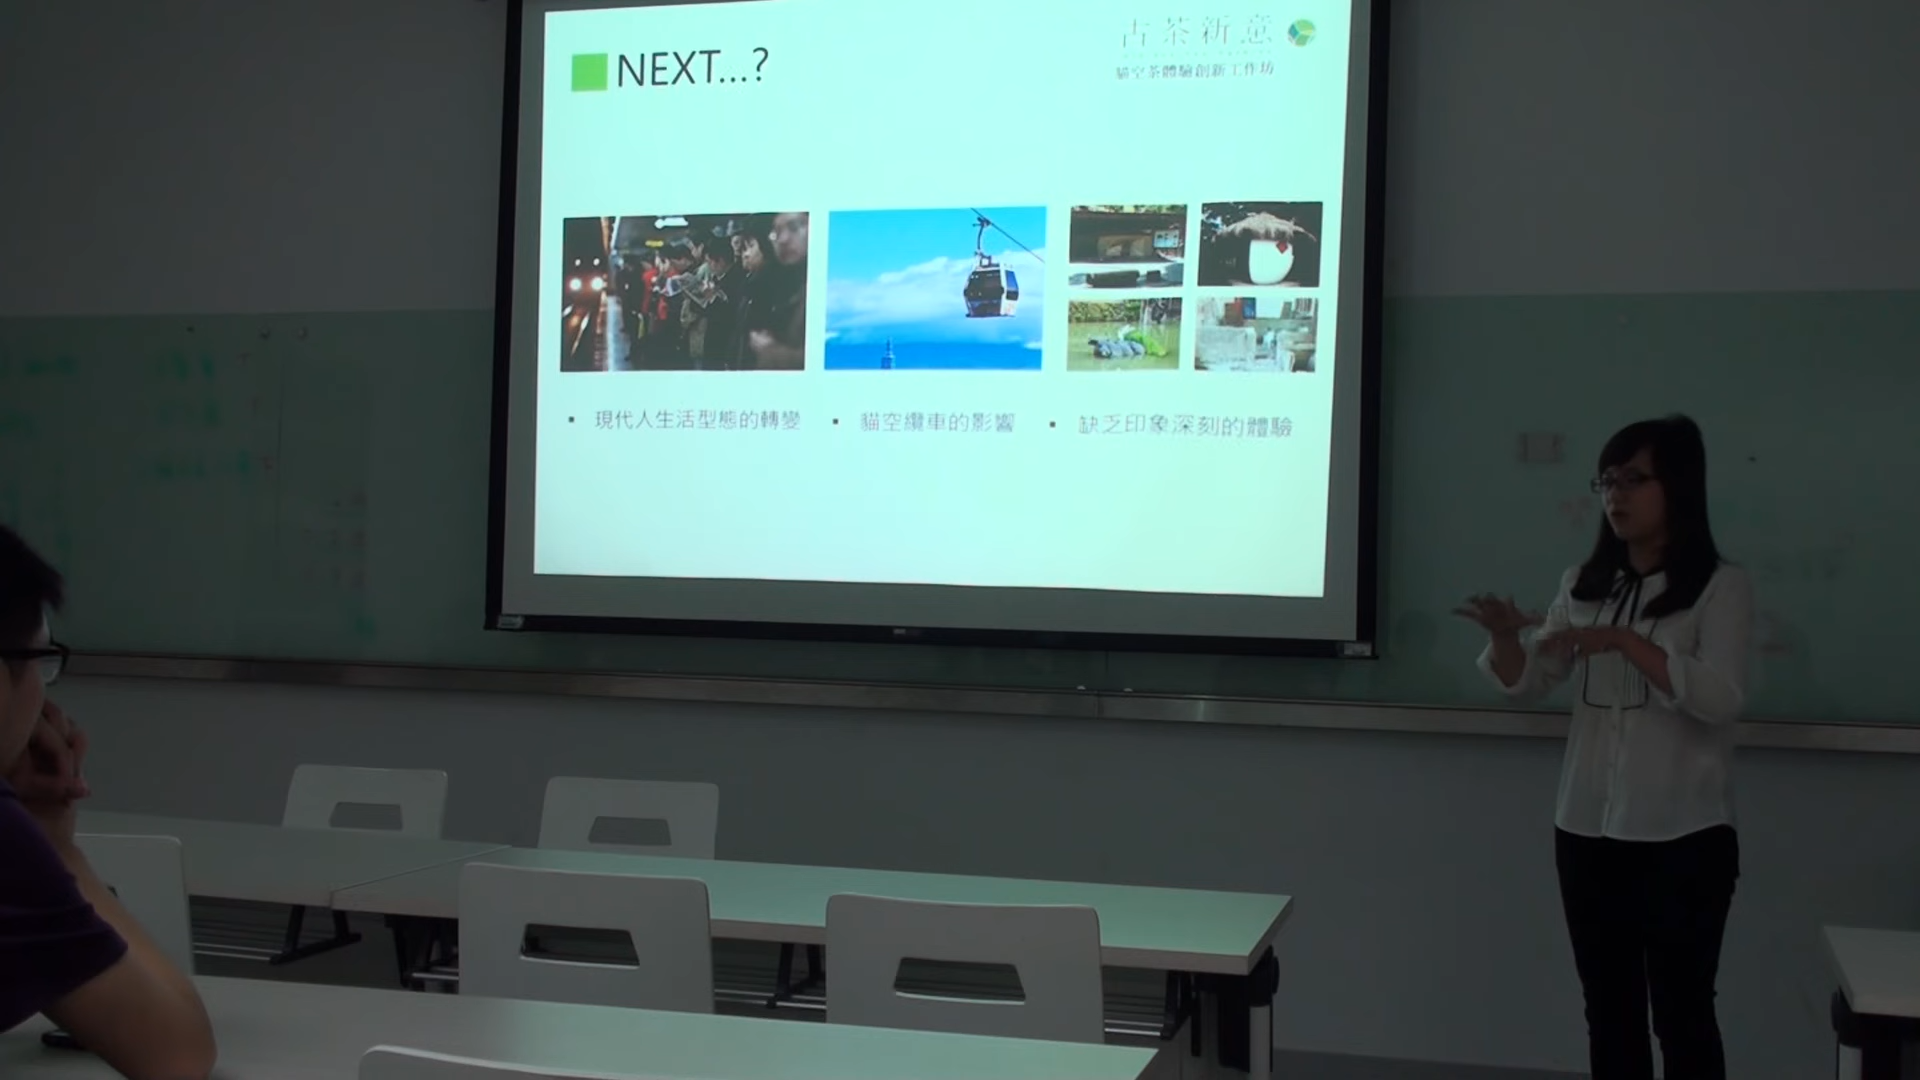 NEXT...?
古茶新意
貓空茶體驗創新工作坊
▪ 現代人生活型態的轉變
▪ 貓空纜車的影響
▪ 缺乏印象深刻的體驗